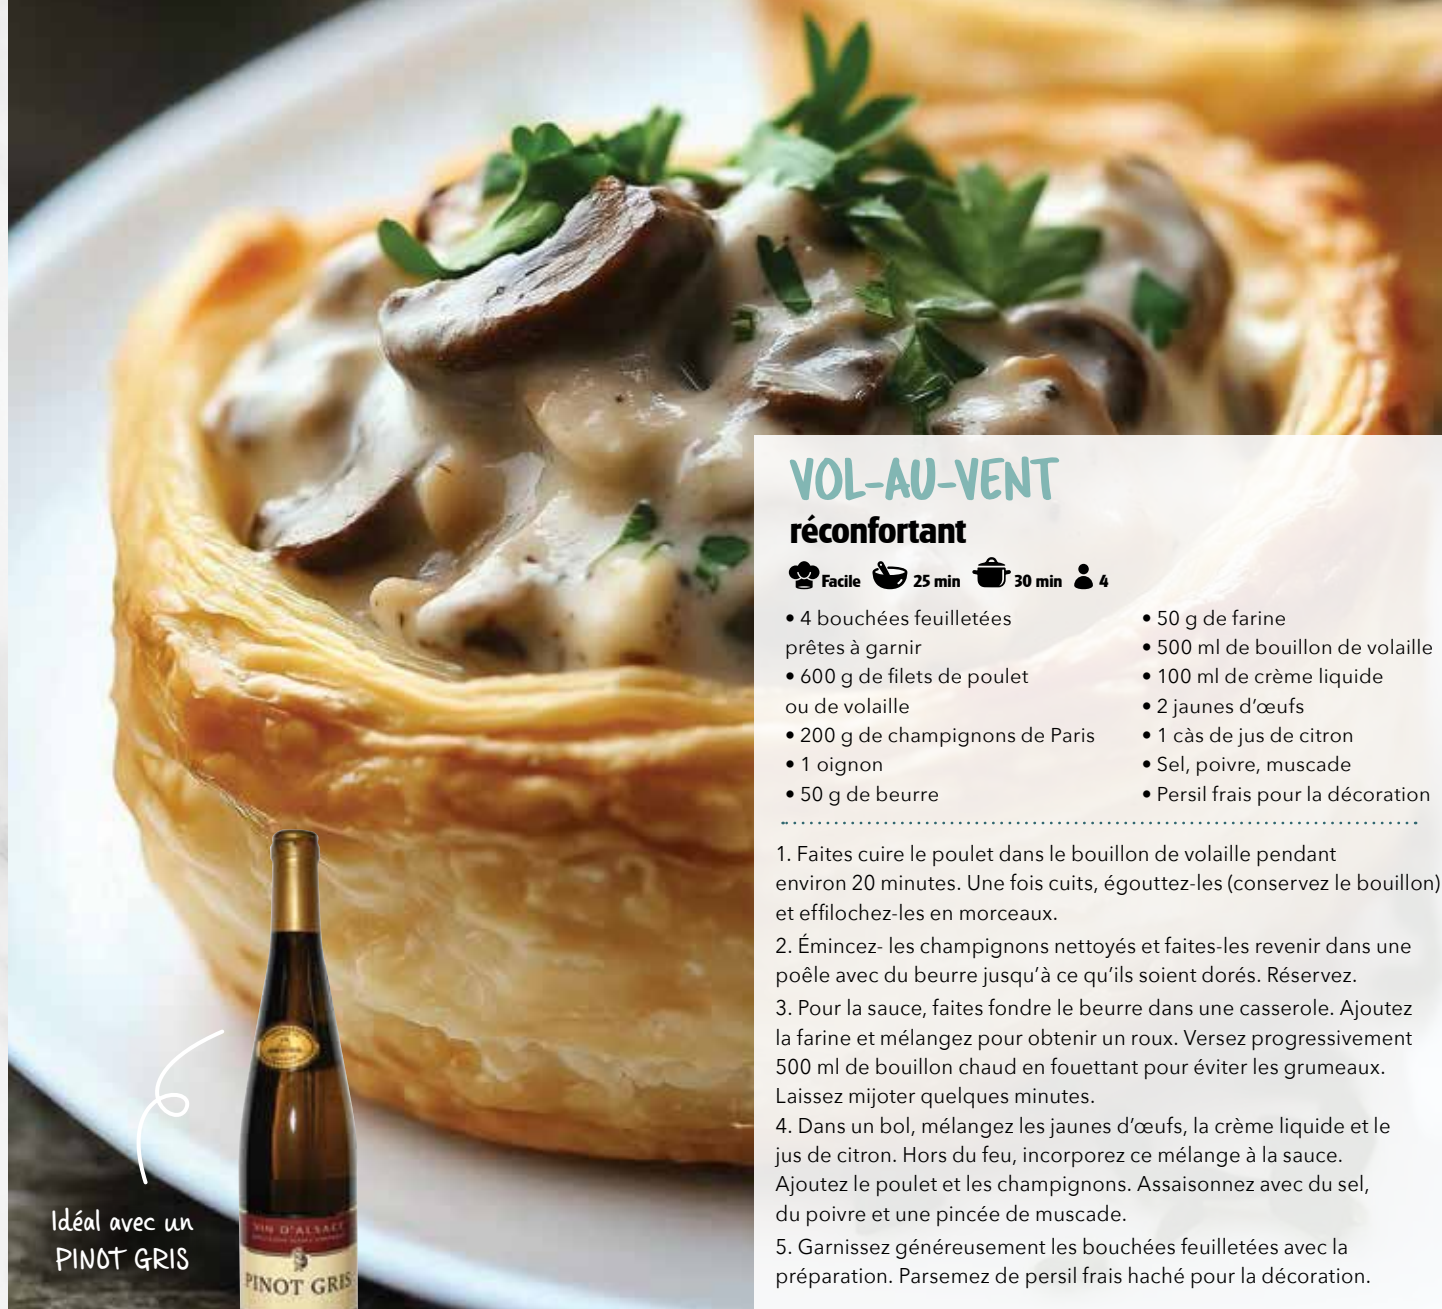 VOL-AU-VENT
réconfortant
Facile 25 min 30 min 4
• 4 bouchées feuilletées
prêtes à garnir
• 600 g de filets de poulet
ou de volaille
• 200 g de champignons de Paris
• 1 oignon
• 50 g de beurre
• 50 g de farine
• 500 ml de bouillon de volaille
• 100 ml de crème liquide
• 2 jaunes d’œufs
• 1 càs de jus de citron
• Sel, poivre, muscade
• Persil frais pour la décoration
1. Faites cuire le poulet dans le bouillon de volaille pendant
environ 20 minutes. Une fois cuits, égouttez-les (conservez le bouillon)
et effilochez-les en morceaux.
2. Émincez- les champignons nettoyés et faites-les revenir dans une
poêle avec du beurre jusqu’à ce qu’ils soient dorés. Réservez.
3. Pour la sauce, faites fondre le beurre dans une casserole. Ajoutez
la farine et mélangez pour obtenir un roux. Versez progressivement
500 ml de bouillon chaud en fouettant pour éviter les grumeaux.
Laissez mijoter quelques minutes.
4. Dans un bol, mélangez les jaunes d’œufs, la crème liquide et le
jus de citron. Hors du feu, incorporez ce mélange à la sauce.
Ajoutez le poulet et les champignons. Assaisonnez avec du sel,
du poivre et une pincée de muscade.
5. Garnissez généreusement les bouchées feuilletées avec la
préparation. Parsemez de persil frais haché pour la décoration.
Idéal avec un
PINOT GRIS
VIN D'ALSACE
PINOT GRIS